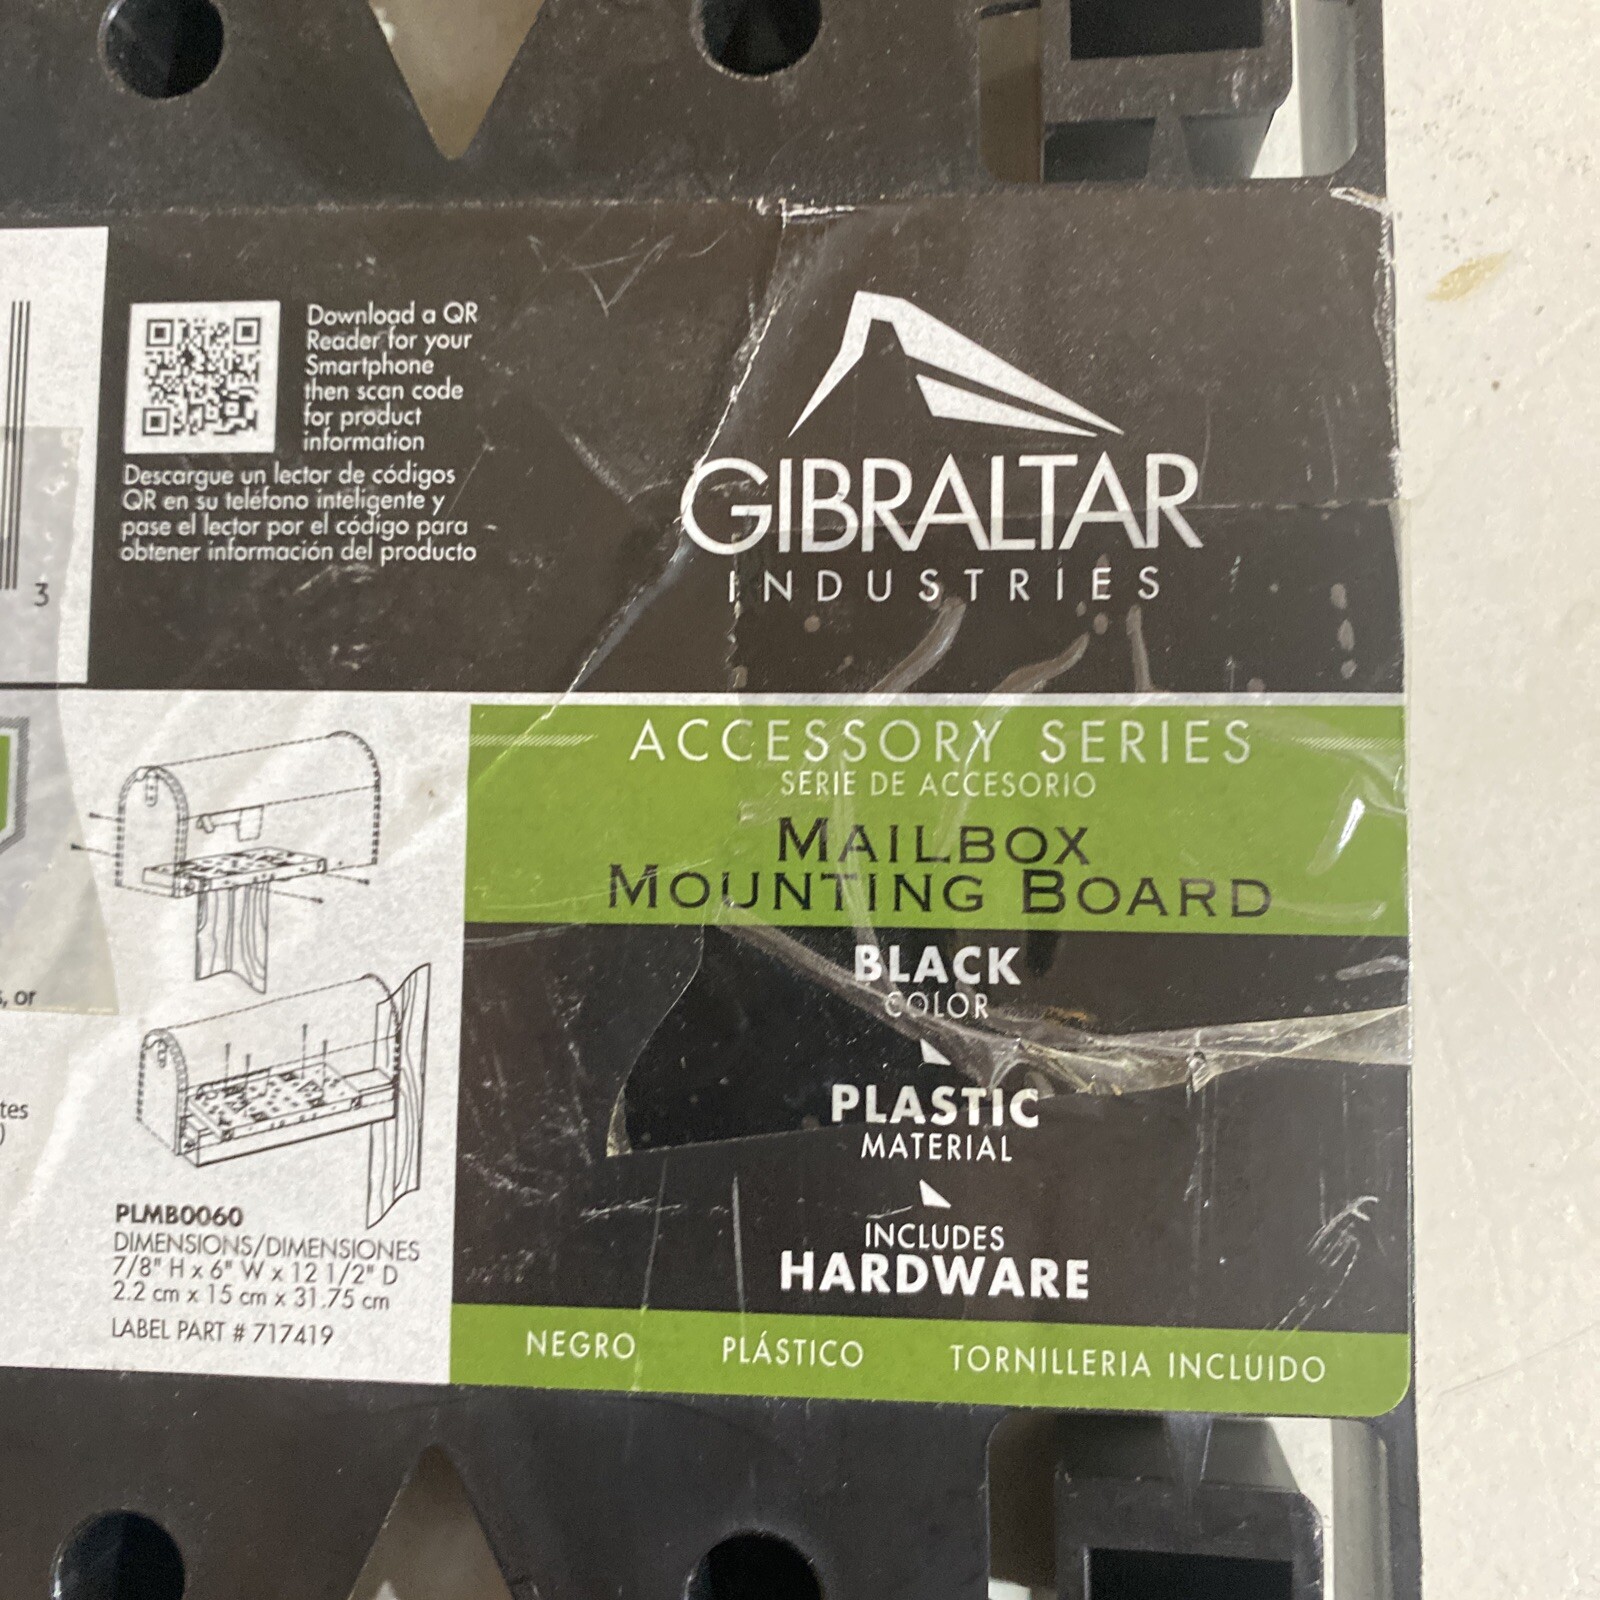 Download a QR
Reader for your
Smartphone
then scan code
for product
information
Descargue un lector de códigos
QR en su teléfono inteligente y
pase el lector por el código para
obtener información del producto
3
GIBRALTAR
INDUSTRIES
ACCESSORY SERIES
SERIE DE ACCESORIO
MAILBOX
MOUNTING BOARD
BLACK
COLOR
PLASTIC
MATERIAL
INCLUDES
HARDWARE
, or
tes
)
PLMB0060
DIMENSIONS/DIMENSIONES
7/8" H x 6" W x 12 1/2" D
2.2 cm x 15 cm x 31.75 cm
LABEL PART # 717419
NEGRO PLÁSTICO TORNILLERIA INCLUIDO